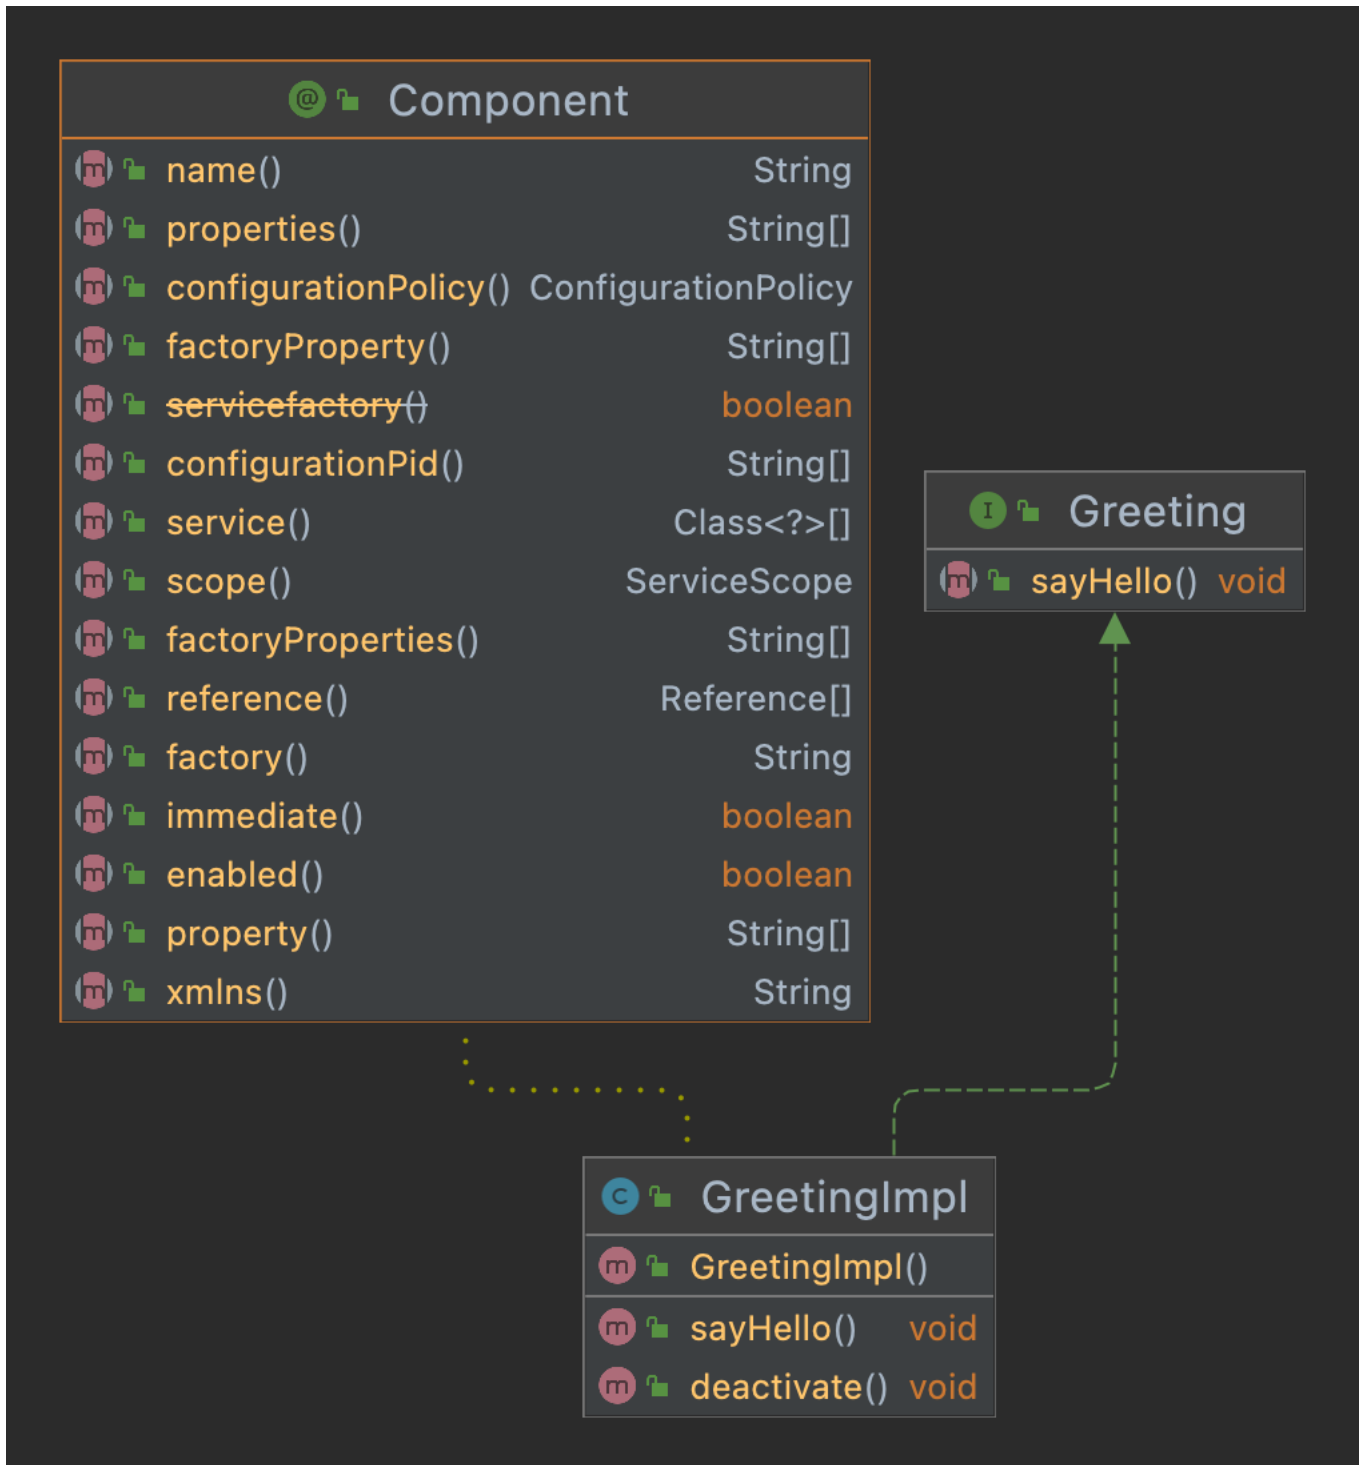 @ Component
m name() String
m properties() String[]
m configurationPolicy() ConfigurationPolicy
m factoryProperty() String[]
m servicefactory() boolean
m configurationPid() String[]
m service() Class<?>[]
m scope() ServiceScope
m factoryProperties() String[]
m reference() Reference[]
m factory() String
m immediate() boolean
m enabled() boolean
m property() String[]
m xmlns() String
I Greeting
m sayHello() void
C GreetingImpl
m GreetingImpl()
m sayHello() void
m deactivate() void